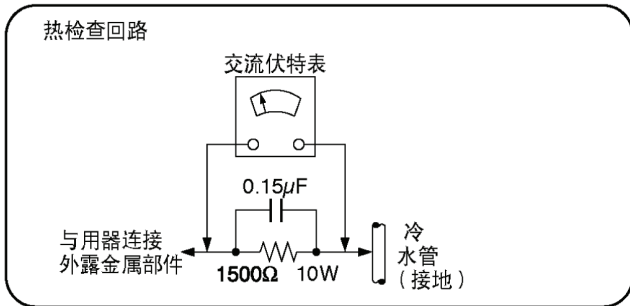 热检查回路
交流伏特表
0.15μF
与用器连接
外露金属部件
1500Ω 10W
冷
水管
（接地）